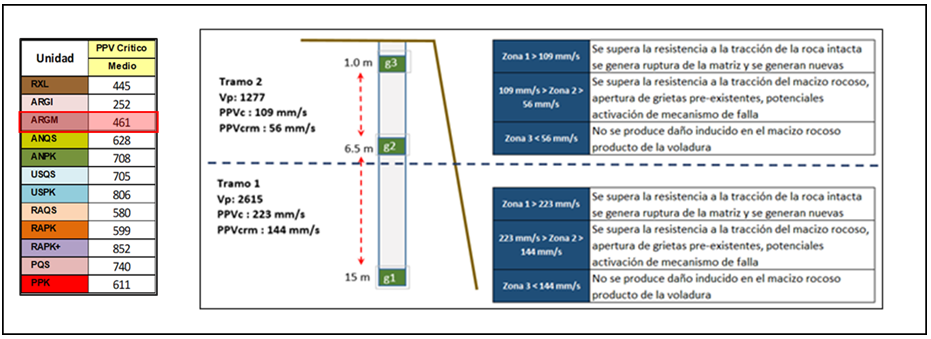 Unidad
PPV Critico
Medio
RXL 445
ARGI 252
ARGM 461
ANQS 628
ANPK 708
USQS 705
USPK 806
RAQS 580
RAPK 599
RAPK+ 852
PQS 740
PPK 611
Tramo 2
Vp: 1277
PPVc : 109 mm/s
PPVcrm : 56 mm/s
Tramo 1
Vp: 2615
PPVc : 223 mm/s
PPVcrm : 144 mm/s
1.0 m g3
6.5 m g2
15 m g1
Zona 1 > 109 mm/s
Se supera la resistencia a la tracción de la roca intacta
se genera ruptura de la matriz y se generan nuevas
109 mm/s > Zona 2 >
56 mm/s
Se supera la resistencia a la tracción del macizo rocoso,
apertura de grietas pre-existentes, potenciales
activación de mecanismo de falla
Zona 3 < 56 mm/s
No se produce daño inducido en el macizo rocoso
producto de la voladura
Zona 1 > 223 mm/s
Se supera la resistencia a la tracción de la roca intacta
se genera ruptura de la matriz y se generan nuevas
223 mm/s > Zona 2 >
144 mm/s
Se supera la resistencia a la tracción del macizo rocoso,
apertura de grietas pre-existentes, potenciales
activación de mecanismo de falla
Zona 3 < 144 mm/s
No se produce daño inducido en el macizo rocoso
producto de la voladura